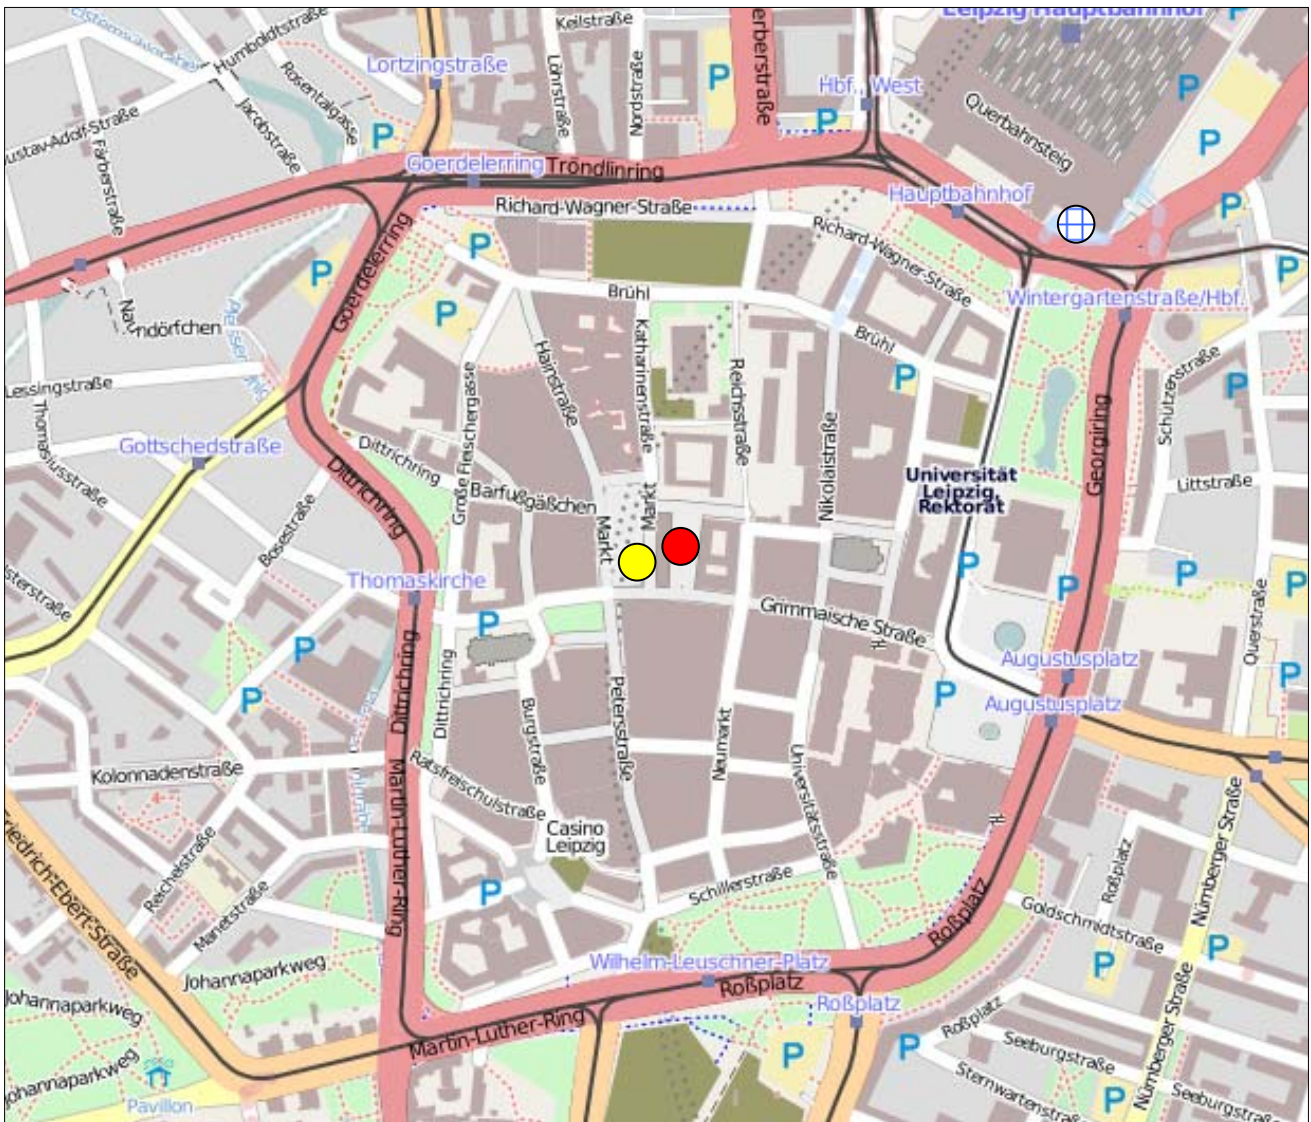 Leipzig Hauptbahnhof
Keilstraße
Humboldtstraße
Lortzingstraße
Rosentalgasse
Löhrstraße
Nordstraße
Hbf., West
P
P
Querbahnsteig
Jacobstraße
ustav-Adolf-Straße
P
P
P
Färberstraße
Goerdelerring
Tröndlinring
Hauptbahnhof
Richard-Wagner-Straße
P
Richard-Wagner-Straße
P
Goerdelerring
P
P
Brühl
Wintergartenstraße/Hbf.
Na
ndörfchen
P
Brühl
Katharinenstraße
Hainstraße
Reichsstraße
Schützenstraße
P
P
Lessingstraße
Thomasiusstraße
Große Fleischergasse
Nikolaistraße
Georgiring
Gottschedstraße
Dittrichring
Dittrichring
Barfußgäßchen
Markt
Markt
Universität
Leipzig,
Rektorat
Littstraße
Bosestraße
P
P
P
P
Thomaskirche
Grimmaische Straße
Querstraße
P
P
Augustusplatz
P
P
P
Augustusplatz
Dittrichring
Dittrichring
Burgstraße
Petersstraße
Neumarkt
Universitätsstraße
Kolonnadenstraße
Ratsfreischulstraße
Martin-Luther-Ring
Casino
Leipzig
Nürnberger Straße
Friedrich-Ebert-Straße
Reichelstraße
Manetstraße
P
Schillerstraße
Roßplatz
Goldschmidtstraße
Roßplatz
P
P
Johannaparkweg
Wilhelm-Leuschner-Platz
Roßplatz
Roßplatz
Johannaparkweg
Martin-Luther-Ring
Roßplatz
P
P
Seeburgstraße
Nürnberger Straße
Johannaparkweg
Sternwartenstraße
Seeburgstraße
P
Pavillon